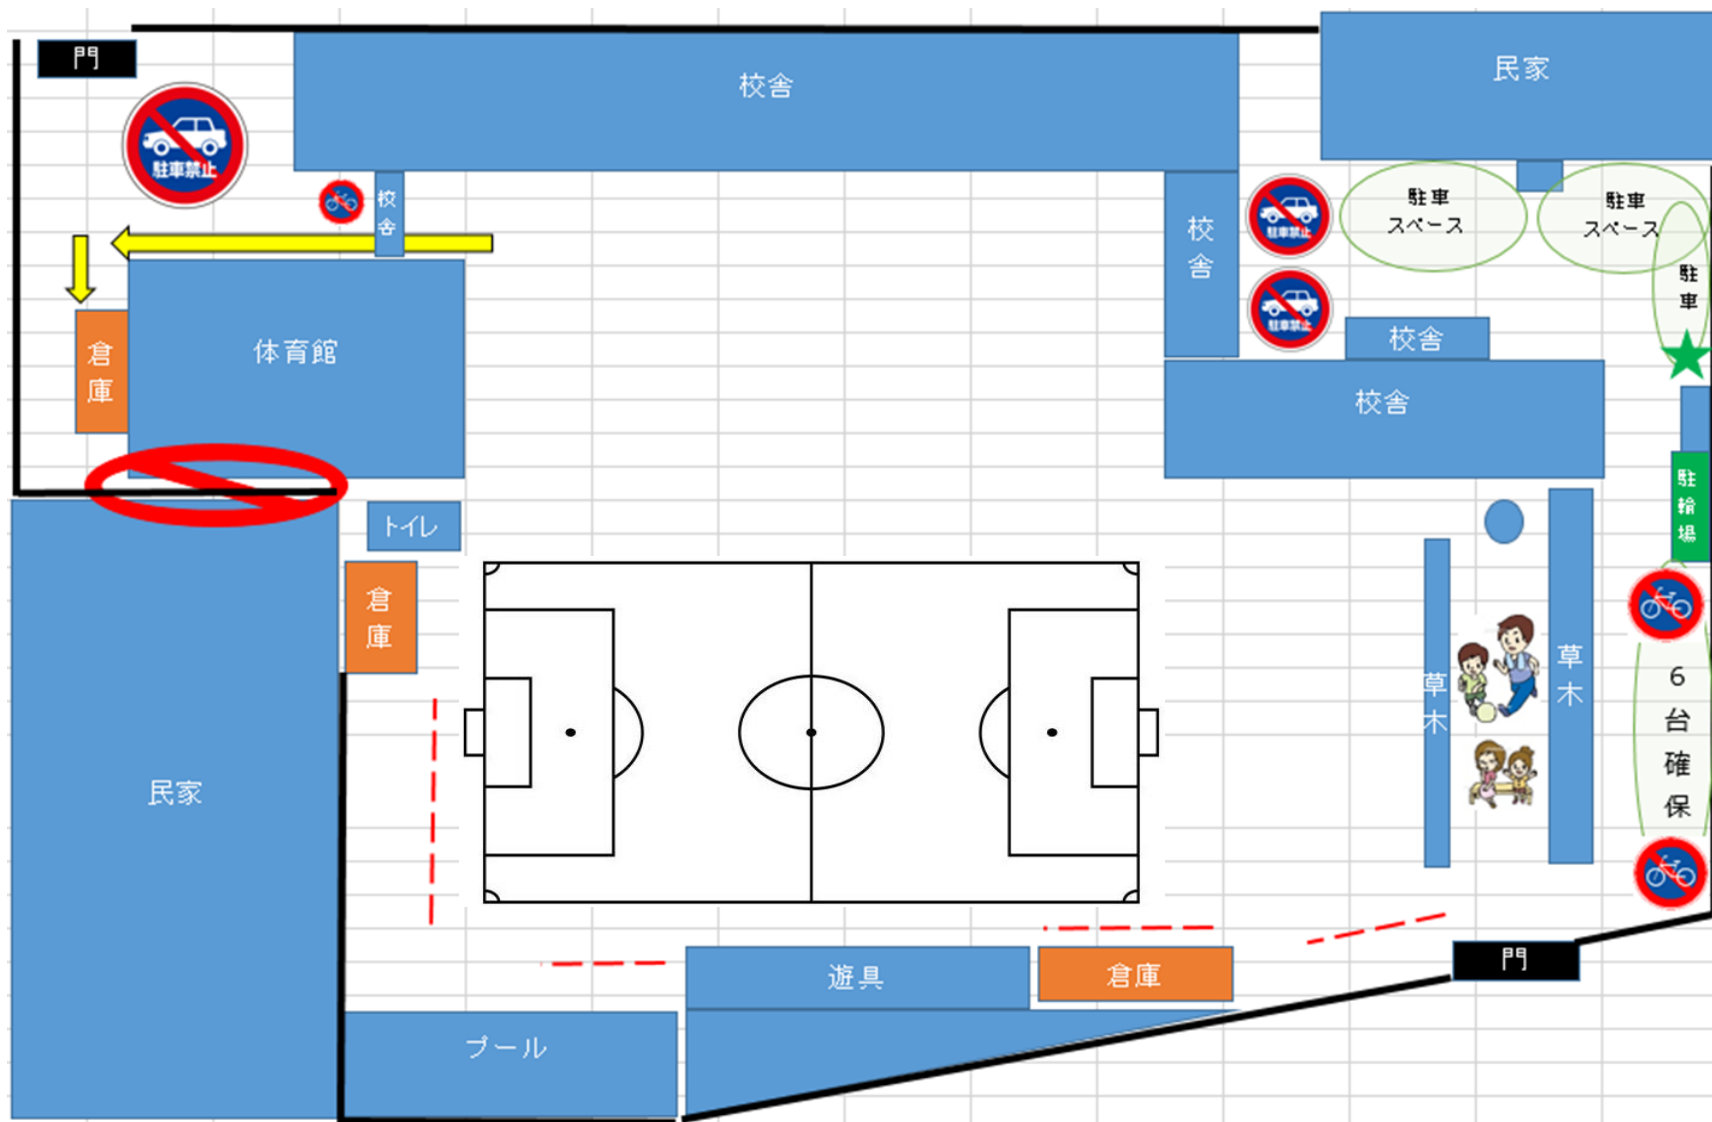 門
校舎
民家
駐車禁止
校舎
駐車
スペース
駐車
スペース
校舎
駐車禁止
駐車
駐車禁止
倉庫
体育館
校舎
校舎
駐輪場
トイレ
倉庫
草木
草木
6台確保
民家
門
遊具
倉庫
プール